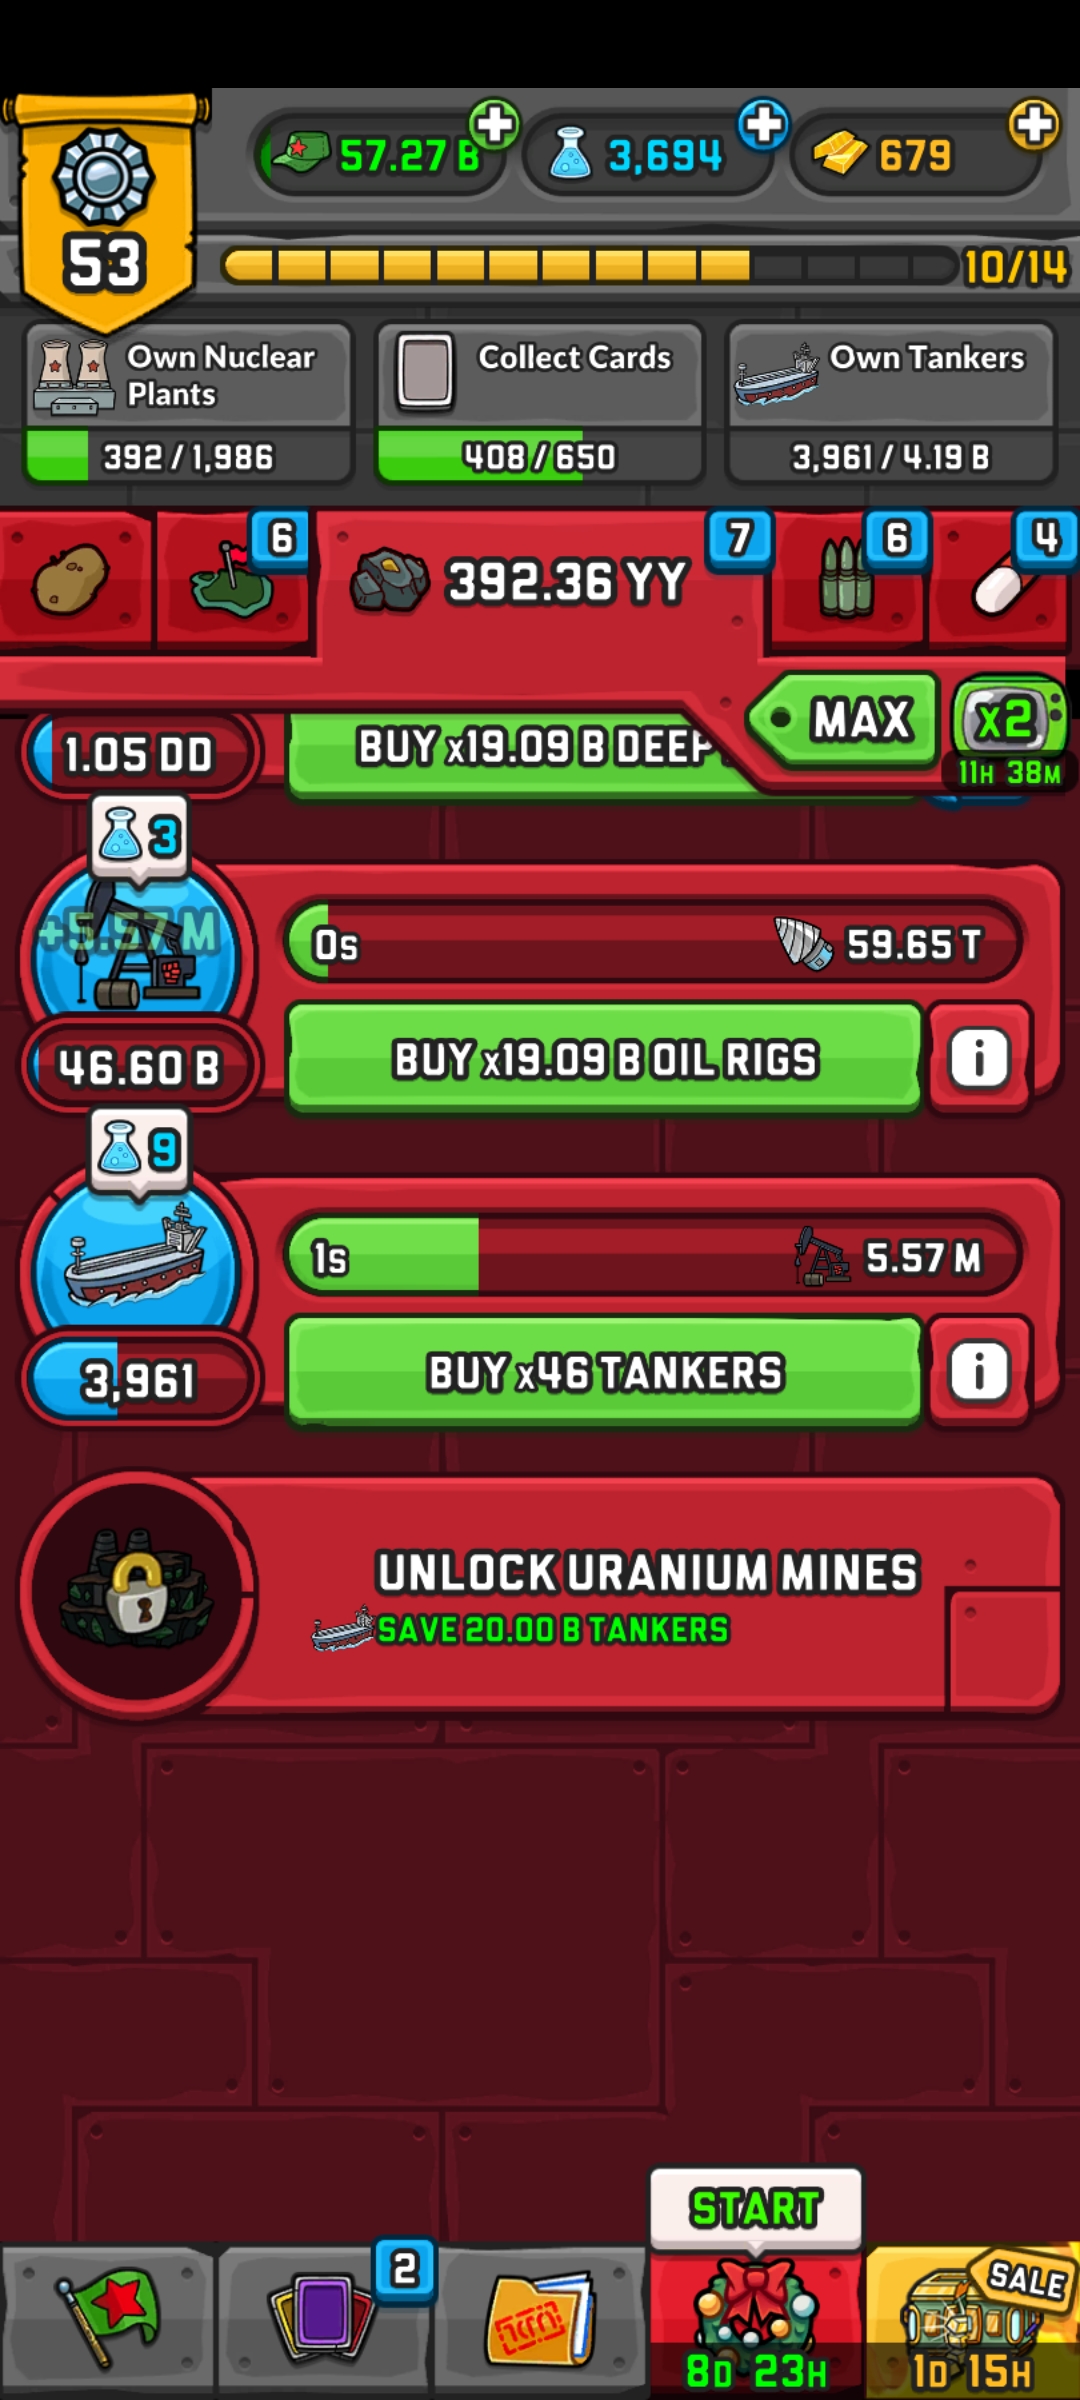 57.27 B
3,694
679
53
10/14
Own Nuclear
Plants
Collect Cards
Own Tankers
392 / 1,986
408 / 650
3,961 / 4.19 B
6
392.36 YY
7
6
4
MAX
x2
11H 38M
1.05 DD
BUY x19.09 B DEEP
3
+5.57 M
0s
59.65 T
46.60 B
BUY x19.09 B OIL RIGS
i
9
1s
5.57 M
3,961
BUY x46 TANKERS
i
UNLOCK URANIUM MINES
SAVE 20.00 B TANKERS
START
2
SALE
8D 23H
1D 15H